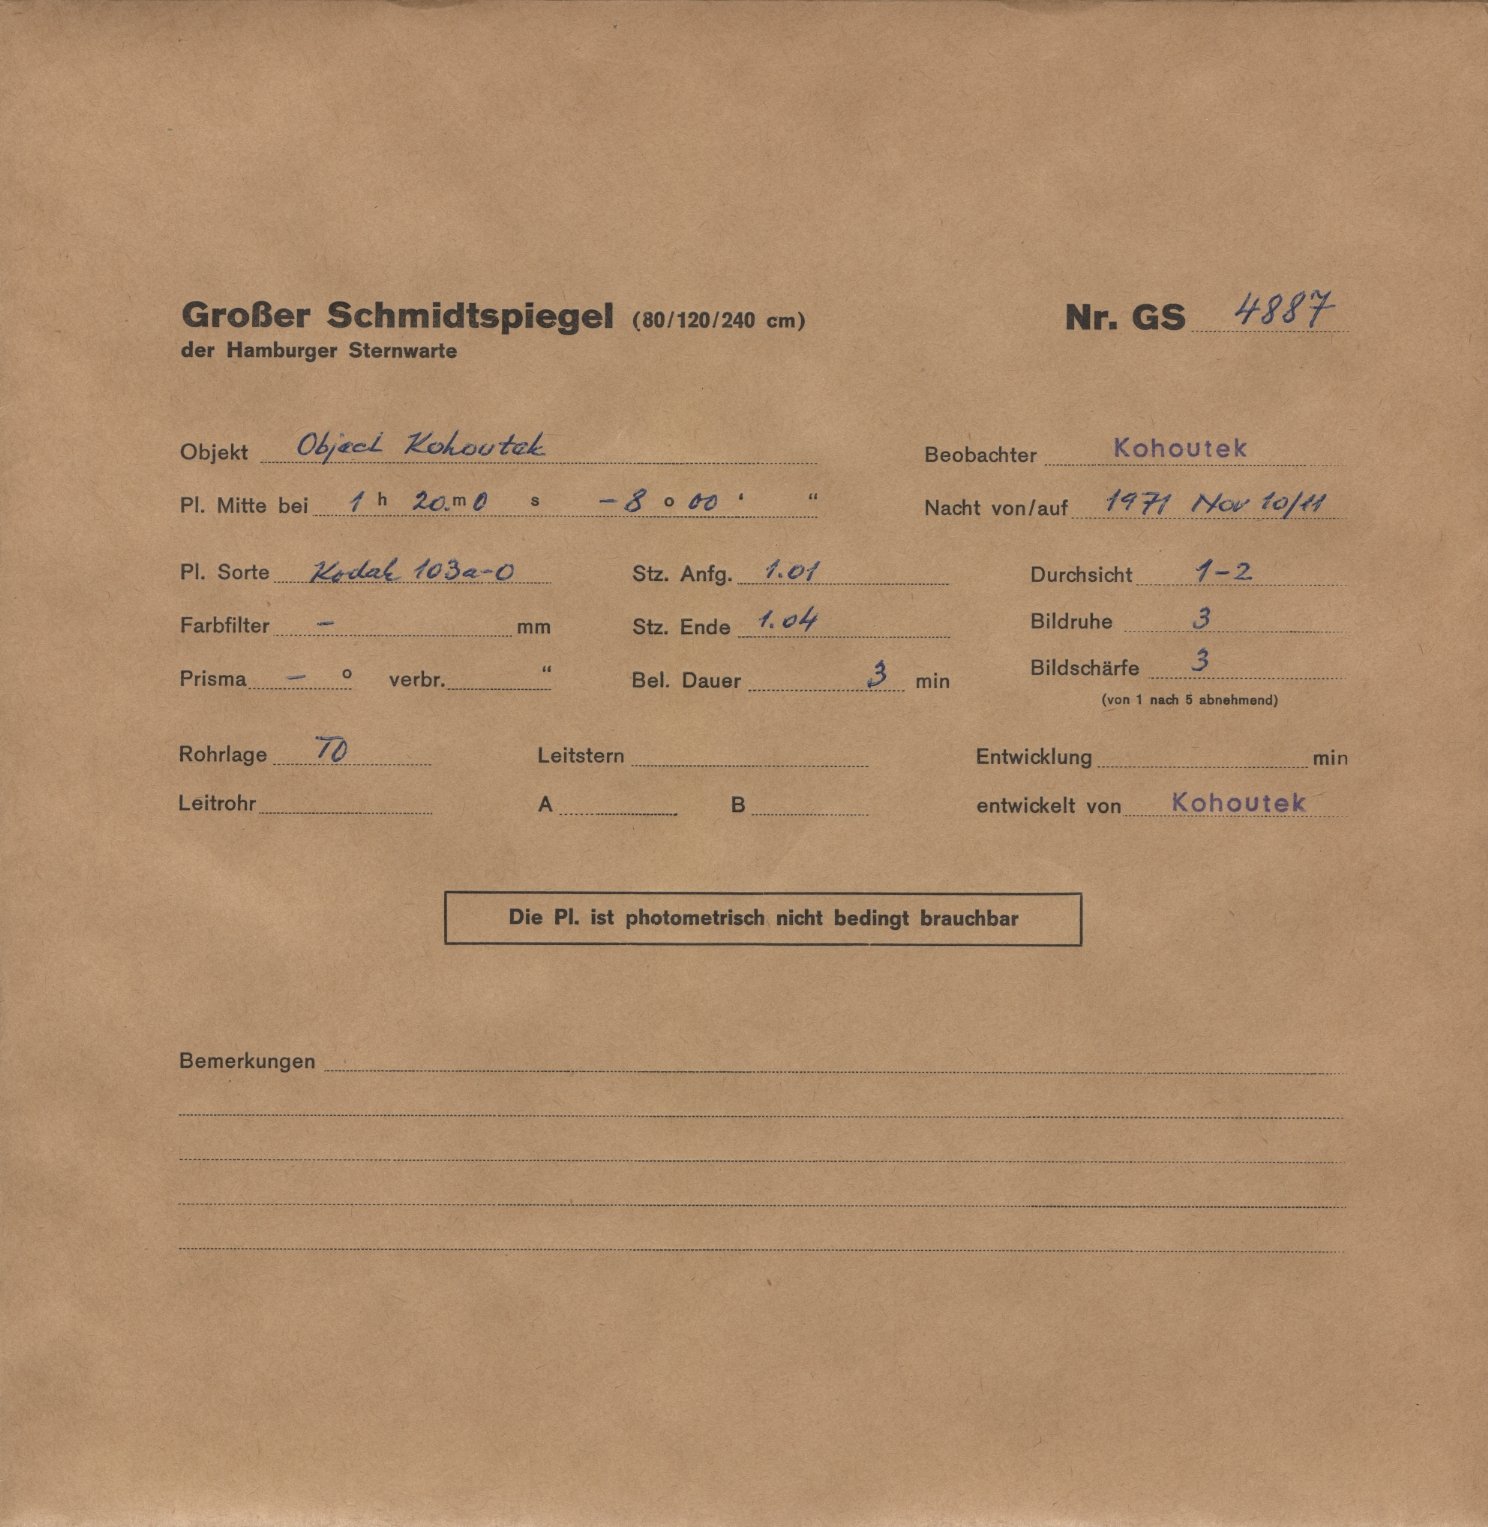 Großer Schmidtspiegel (80/120/240 cm) Nr. GS 4887
der Hamburger Sternwarte
Objekt Object Kohoutek Beobachter Kohoutek
Pl. Mitte bei 1 h 20. m 0 s -8 o 00 ' “ Nacht von/auf 1971 Nov 10/11
Pl. Sorte Kodak 103a-O Stz. Anfg. 1.01 Durchsicht 1-2
Farbfilter - mm Stz. Ende 1.04 Bildruhe 3
Prisma - o verbr. “ Bel. Dauer 3 min Bildschärfe 3
(von 1 nach 5 abnehmend)
Rohrlage TO Leitstern Entwicklung min
Leitrohr A B entwickelt von Kohoutek
Die Pl. ist photometrisch nicht bedingt brauchbar
Bemerkungen